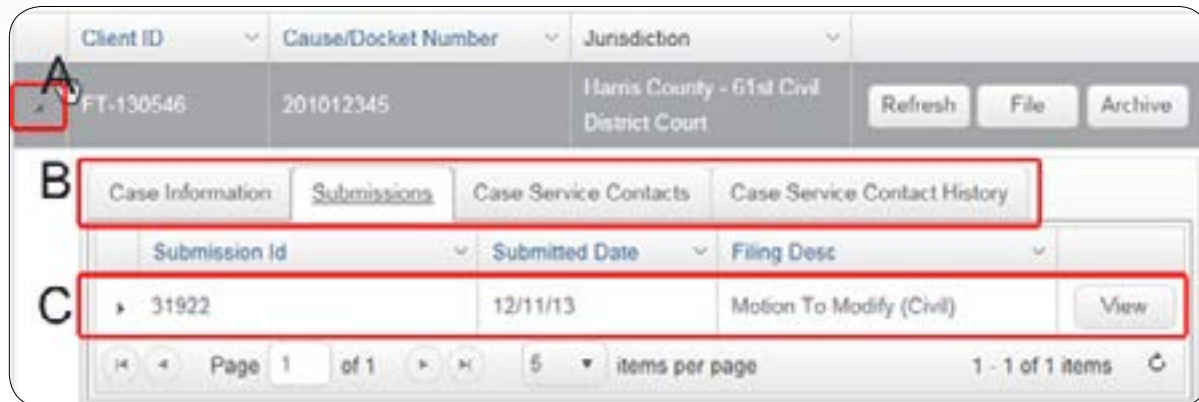 Client ID Cause/Docket Number Jurisdiction
A
FT-130546 201012345 Harris County - 61st Civil District Court Refresh File Archive
B
Case Information Submissions Case Service Contacts Case Service Contact History
Submission Id Submitted Date Filing Desc
C
31922 12/11/13 Motion To Modify (Civil) View
Page 1 of 1 5 items per page 1 - 1 of 1 items